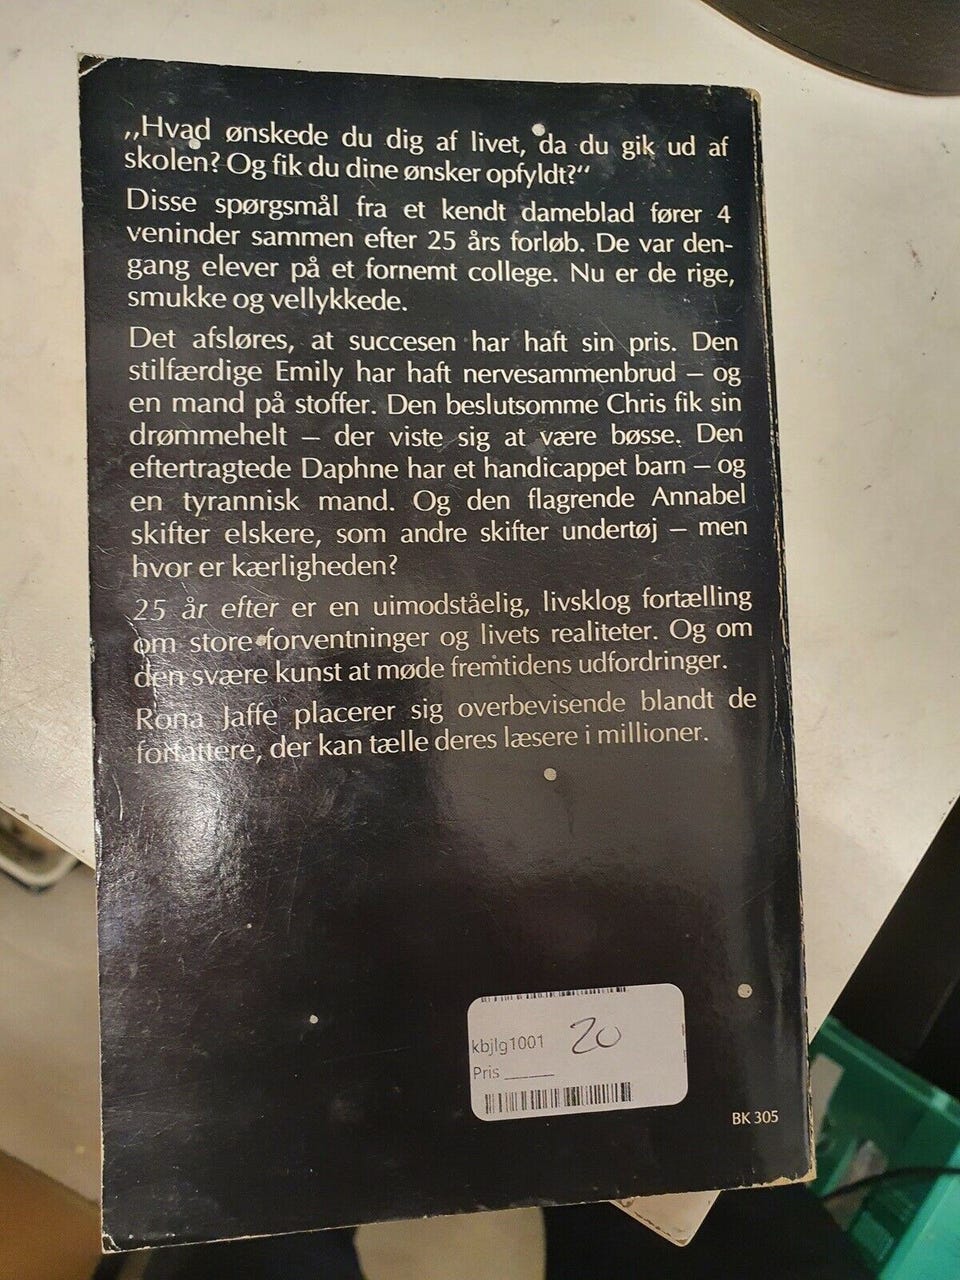 „Hvad ønskede du dig af livet, da du gik ud af
skolen? Og fik du dine ønsker opfyldt?“
Disse spørgsmål fra et kendt dameblad fører 4
veninder sammen efter 25 års forløb. De var den-
gang elever på et fornemt college. Nu er de rige,
smukke og vellykkede.
Det afsløres, at succesen har haft sin pris. Den
stilfærdige Emily har haft nervesammenbrud – og
en mand på stoffer. Den beslutsomme Chris fik sin
drømmehelt – der viste sig at være bøsse. Den
eftertragtede Daphne har et handicappet barn – og
en tyrannisk mand. Og den flagrende Annabel
skifter elskere, som andre skifter undertøj – men
hvor er kærligheden?
25 år efter er en uimodståelig, livsklog fortælling
om store forventninger og livets realiteter. Og om
den svære kunst at møde fremtidens udfordringer.
Rona Jaffe placerer sig overbevisende blandt de
forfattere, der kan tælle deres læsere i millioner.
kbjlg1001 20
Pris ______
BK 305